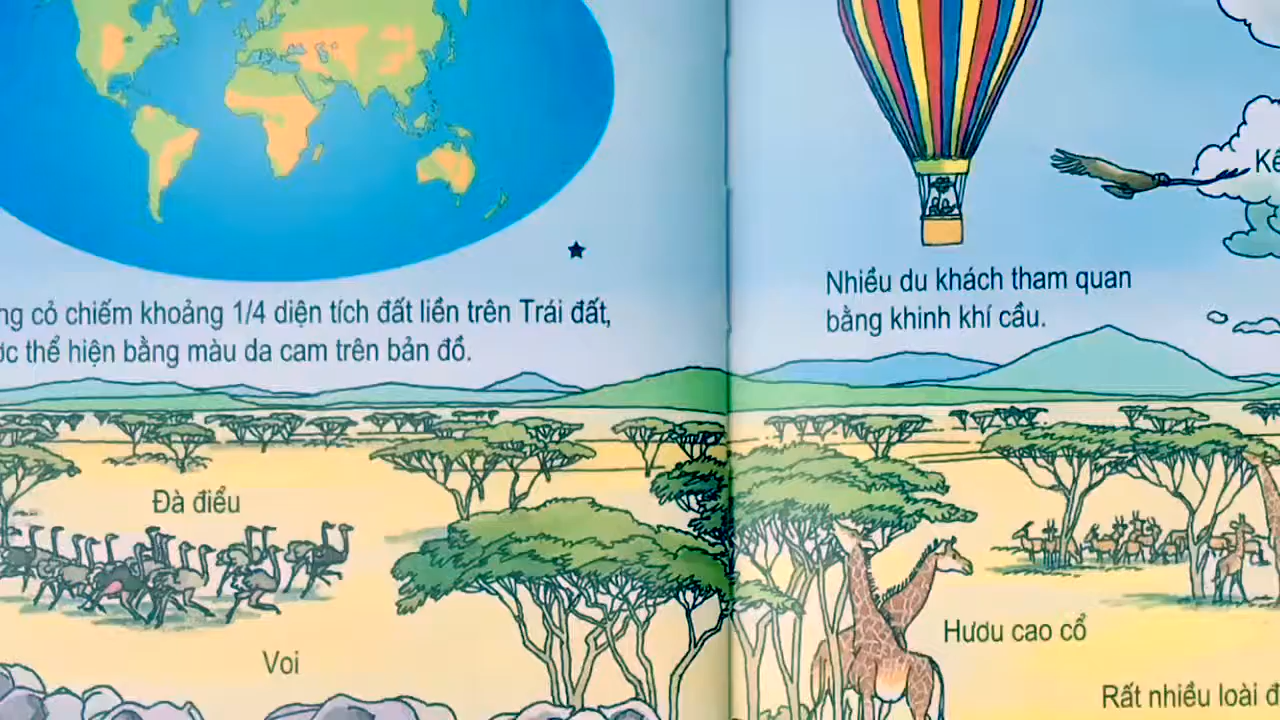 cỏ chiếm khoảng 1/4 diện tích đất liền trên Trái đất,
thể hiện bằng màu da cam trên bản đồ.
Nhiều du khách tham quan
bằng khinh khí cầu.
Đà điểu
Voi
Hươu cao cổ
Rất nhiều loài